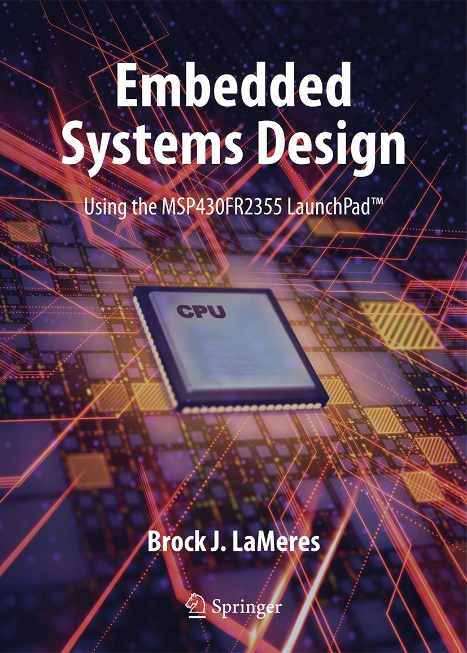 Embedded
Systems Design
Using the MSP430FR2355 LaunchPad™
CPU
Brock J. LaMeres
Springer